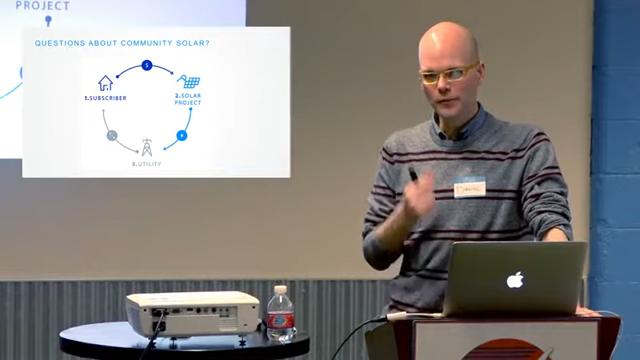 PROJECT
QUESTIONS ABOUT COMMUNITY SOLAR?
$
1.SUBSCRIBER
2.SOLAR
PROJECT
3.UTILITY